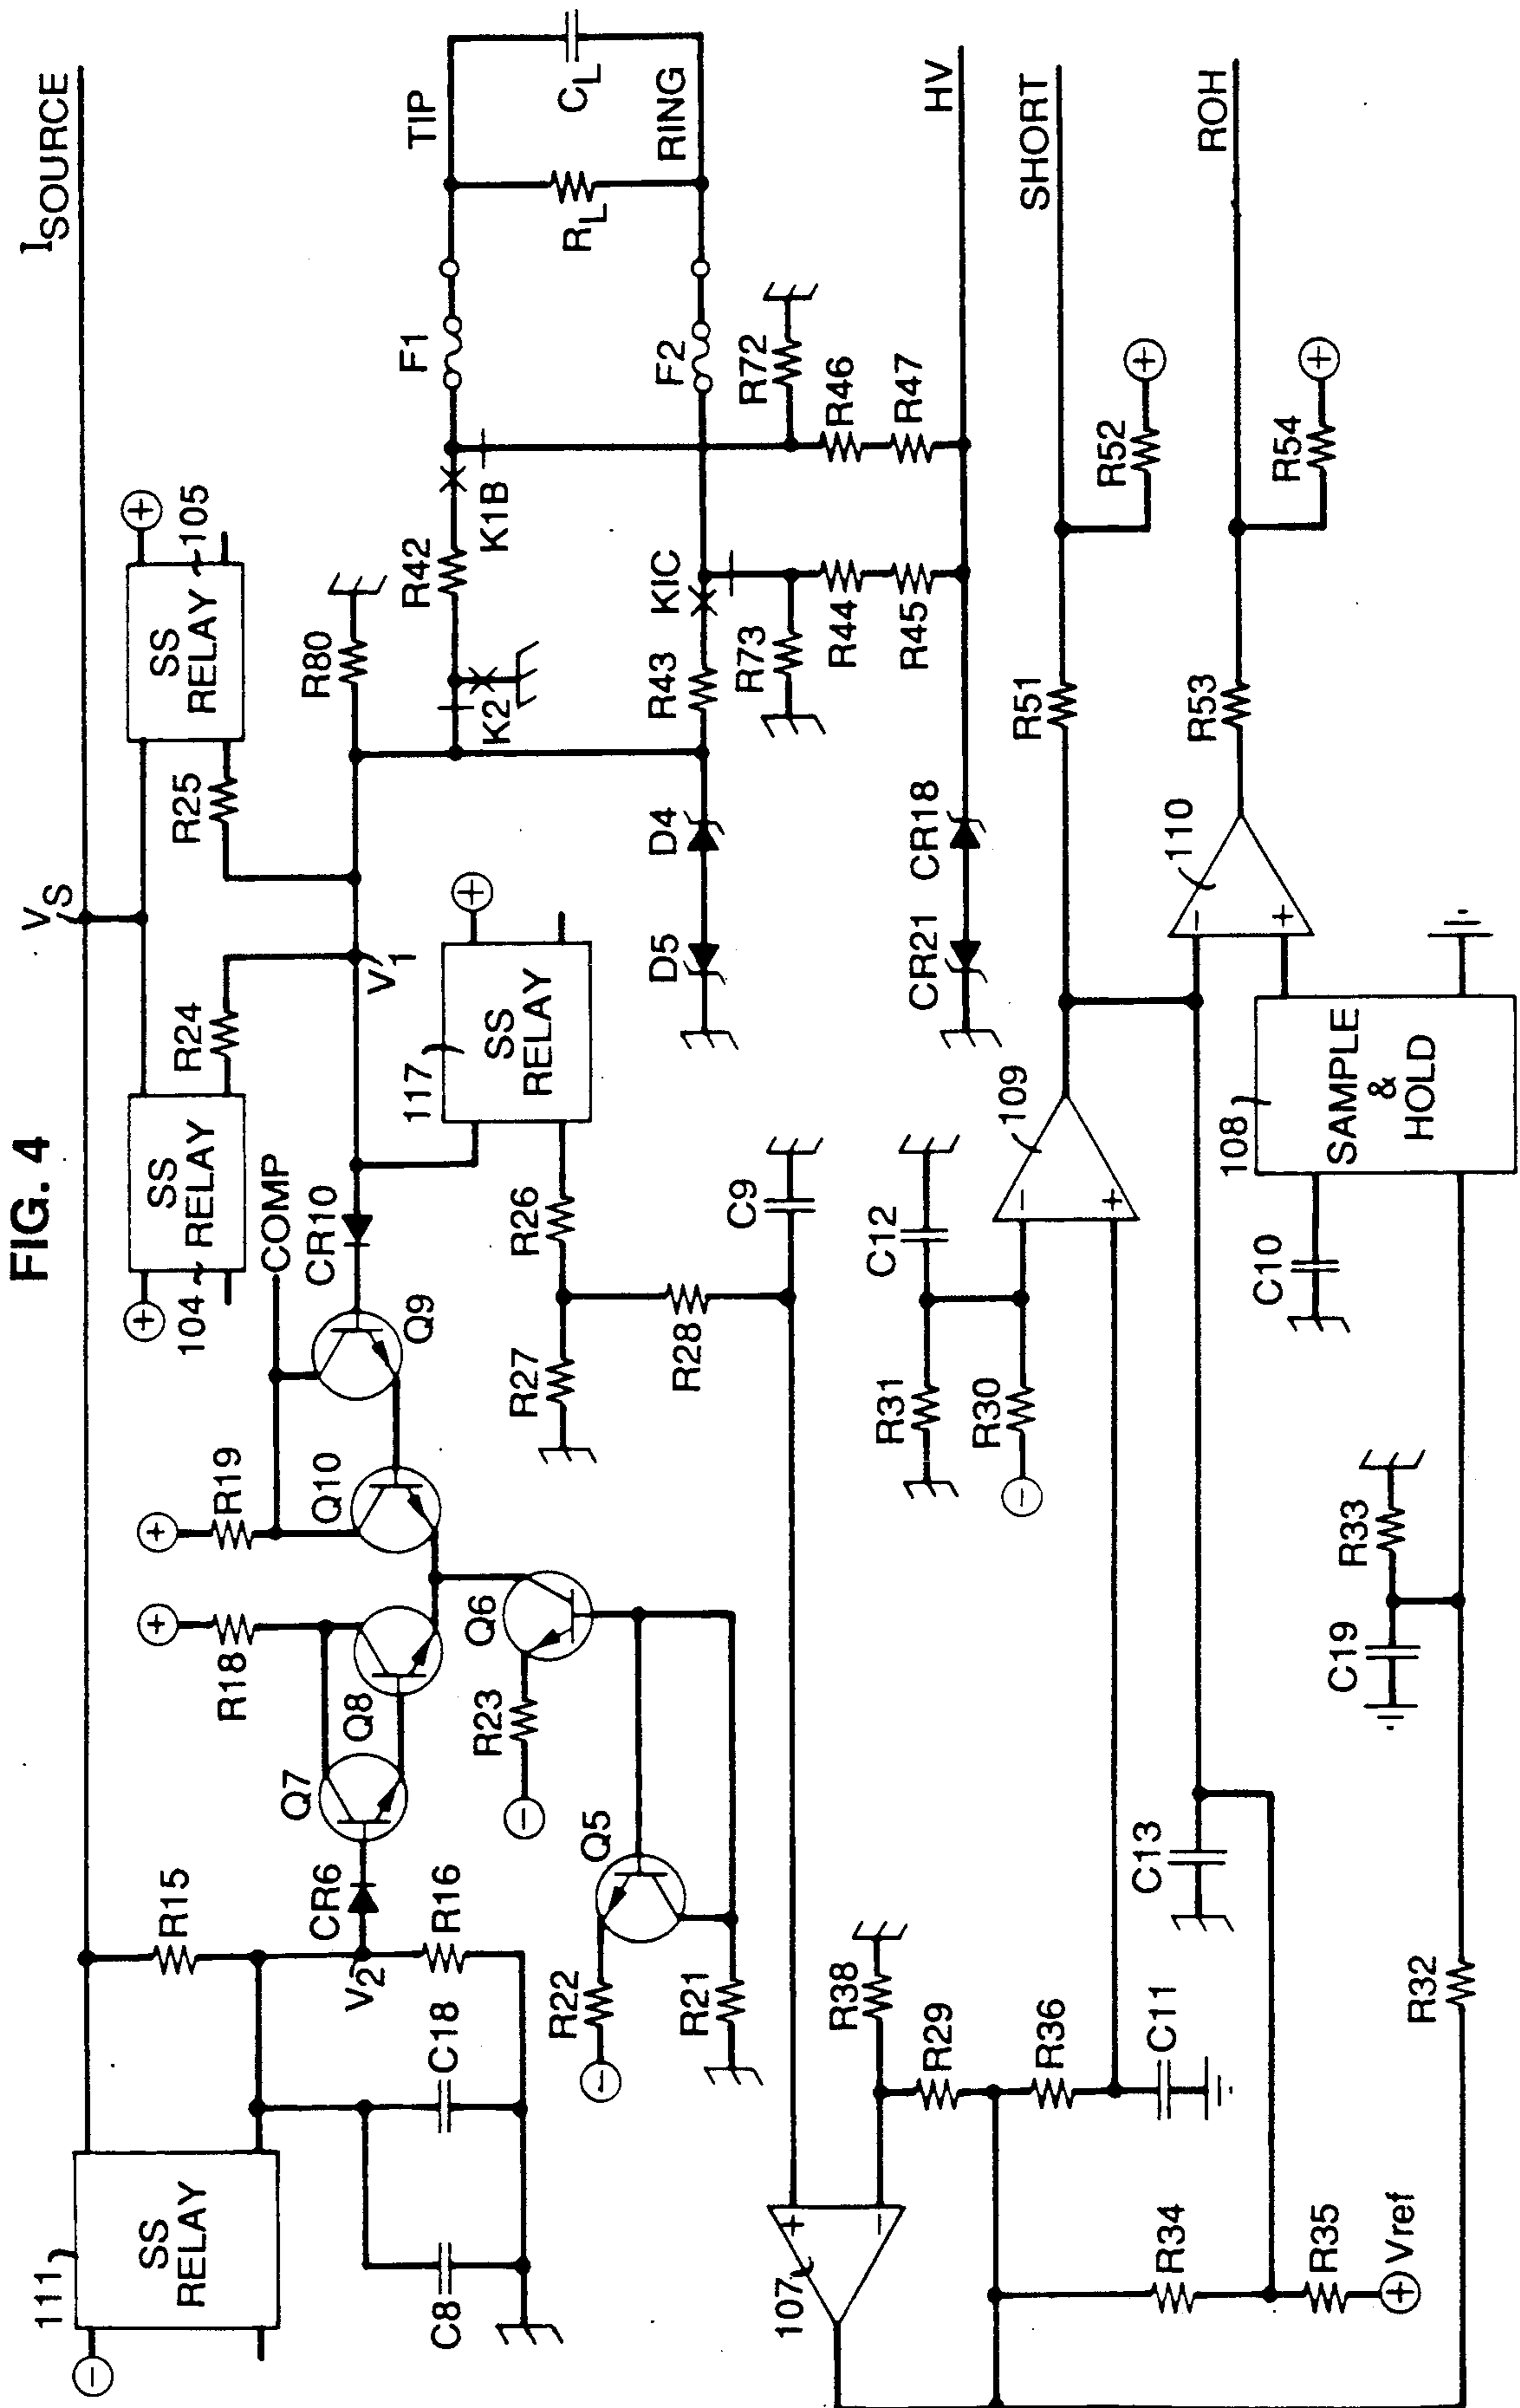 FIG. 4
ISOURCE
VS
SS
RELAY
111
−
R15
V2
CR6
R16
C18
C8
Q7
Q8
R18
+
R19
+
Q10
Q9
COMP
CR10
SS
RELAY
104
+
R24
V1
R25
SS
RELAY
105
+
R80
Q6
R23
−
Q5
R22
−
R21
SS
RELAY
117
+
R26
R27
R28
C9
K2
R42
K1B
F1
TIP
RL
CL
RING
F2
K1C
R43
D4
D5
R72
R46
R47
R73
R44
R45
HV
CR18
CR21
107
+
−
R38
R29
R36
C11
R34
R35
+
Vref
R31
C12
R30
−
109
−
+
R51
SHORT
R52
+
C13
110
−
+
R53
ROH
R54
+
108
SAMPLE
&
HOLD
C10
R33
C19
R32